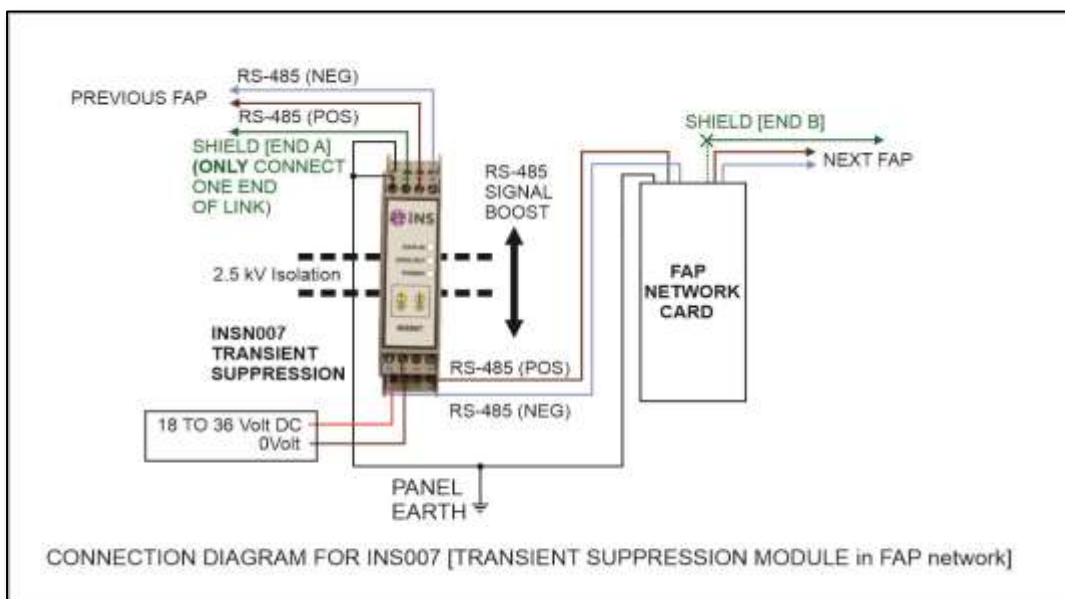 RS-485 (NEG)
PREVIOUS FAP
RS-485 (POS)
SHIELD [END A]
(ONLY CONNECT
ONE END
OF LINK)
RS-485
SIGNAL
BOOST
SHIELD [END B]
NEXT FAP
INS
2.5 kV Isolation
FAP
NETWORK
CARD
INSN007
TRANSIENT
SUPPRESSION
RS-485 (POS)
RS-485 (NEG)
18 TO 36 Volt DC
0Volt
PANEL
EARTH
CONNECTION DIAGRAM FOR INS007 [TRANSIENT SUPPRESSION MODULE in FAP network]